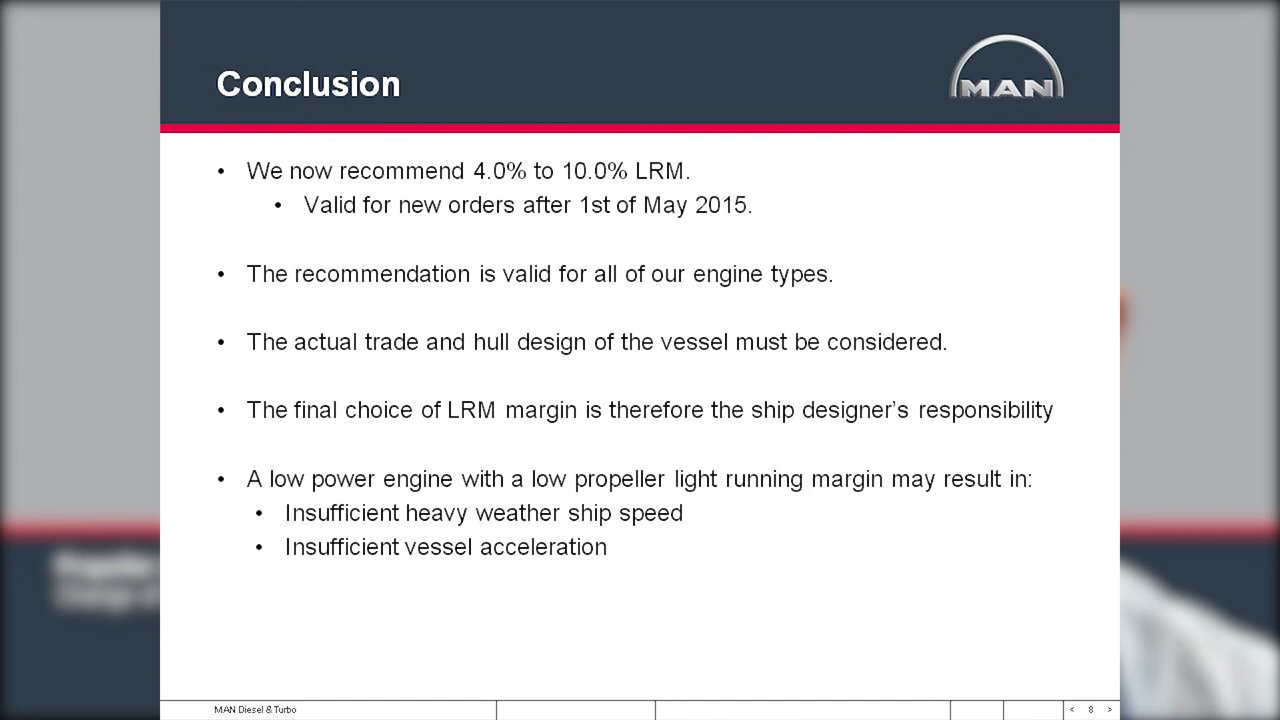 Conclusion
MAN
• We now recommend 4.0% to 10.0% LRM.
• Valid for new orders after 1st of May 2015.
• The recommendation is valid for all of our engine types.
• The actual trade and hull design of the vessel must be considered.
• The final choice of LRM margin is therefore the ship designer’s responsibility
• A low power engine with a low propeller light running margin may result in:
• Insufficient heavy weather ship speed
• Insufficient vessel acceleration
MAN Diesel & Turbo
< 8 >